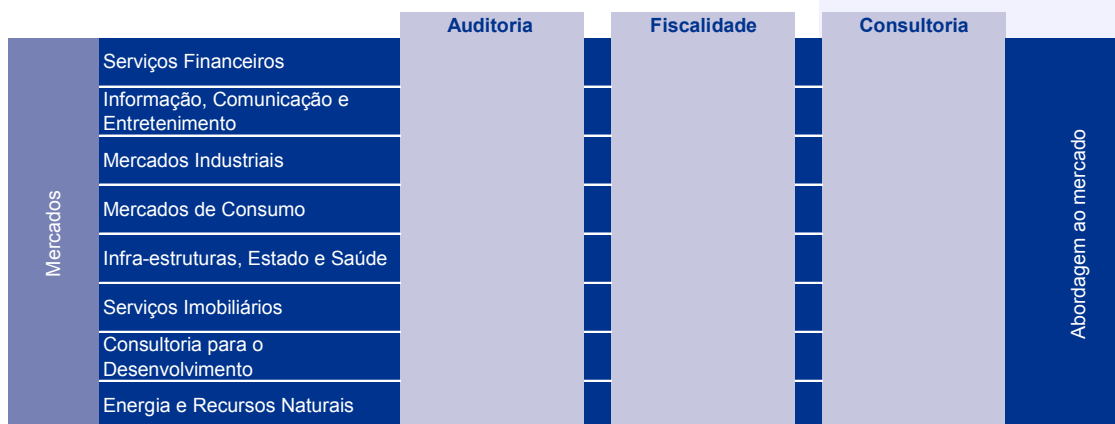 Auditoria
Fiscalidade
Consultoria
Mercados
Serviços Financeiros
Informação, Comunicação e
Entretenimento
Mercados Industriais
Mercados de Consumo
Infra-estruturas, Estado e Saúde
Serviços Imobiliários
Consultoria para o
Desenvolvimento
Energia e Recursos Naturais
Abordagem ao mercado